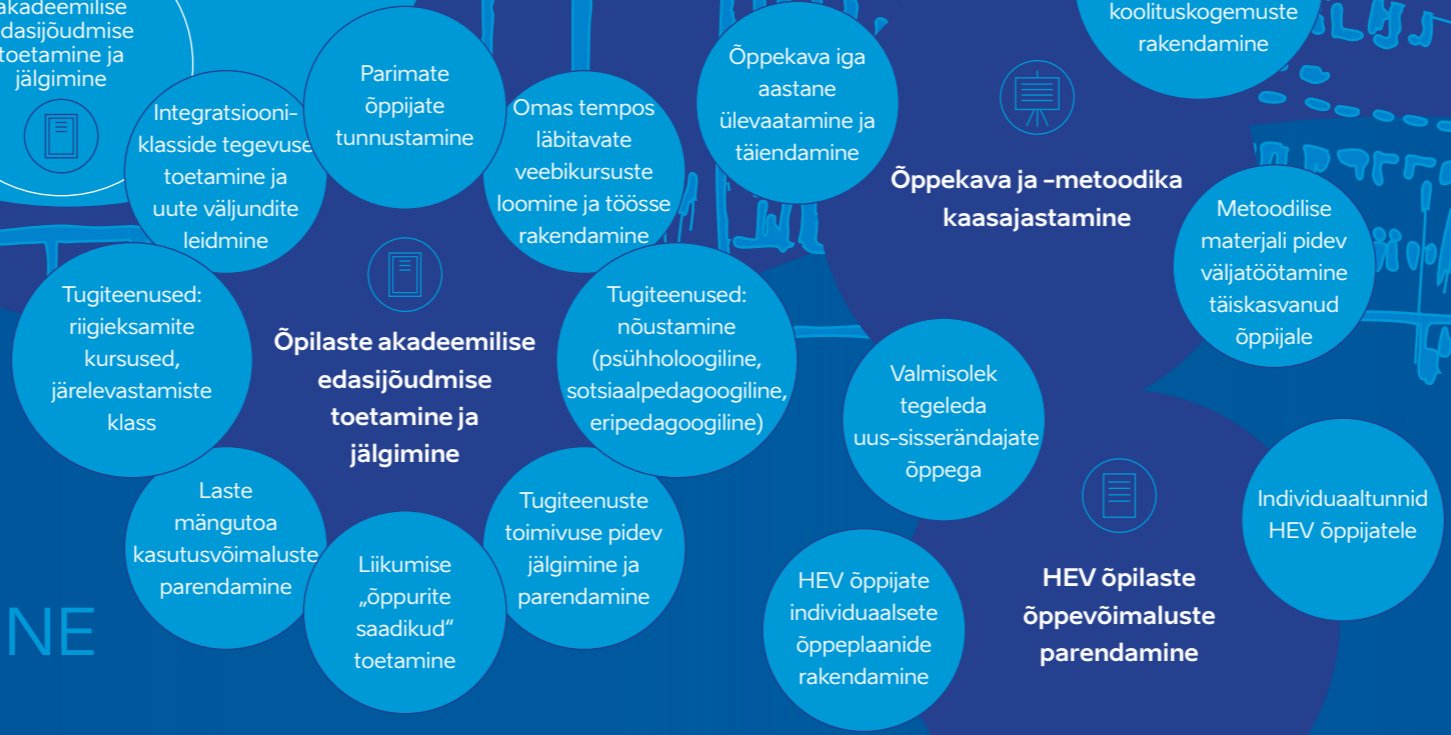 akadeemilise
edasijõudmise
toetamine ja
jälgimine
Integratsiooni-
klasside tegevuse
toetamine ja
uute väljundite
leidmine
Parimate
õppijate
tunnustamine
Omas tempos
läbitavate
veebikursuste
loomine ja töösse
rakendamine
Tugiteenused:
riigieksamite
kursused,
järelevastamiste
klass
Õpilaste akadeemilise
edasijõudmise
toetamine ja
jälgimine
Tugiteenused:
nõustamine
(psühholoogiline,
sotsiaalpedagoogiline,
eripedagoogiline)
Laste
mängutoa
kasutusvõimaluste
parendamine
Liikumise
„õppurite
saadikud“
toetamine
Tugiteenuste
toimivuse pidev
jälgimine ja
parendamine
NE
Õppekava iga
aastane
ülevaatamine ja
täiendamine
koolituskogemuste
rakendamine
Õppekava ja -metoodika
kaasajastamine
Metoodilise
materjali pidev
väljatöötamine
täiskasvanud
õppijale
Valmisolek
tegeleda
uus-sisserändajate
õppega
HEV õppijate
individuaalsete
õppeplaanide
rakendamine
HEV õpilaste
õppevõimaluste
parendamine
Individuaaltunnid
HEV õppijatele